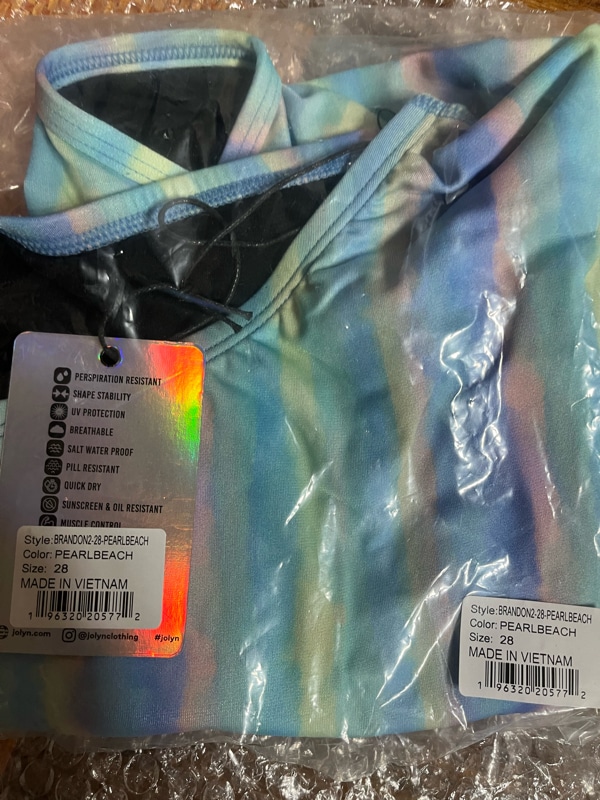 PERSPIRATION RESISTANT
SHAPE STABILITY
UV PROTECTION
BREATHABLE
SALT WATER PROOF
PILL RESISTANT
QUICK DRY
SUNSCREEN & OIL RESISTANT
MUSCLE CONTROL
Style:BRANDON2-28-PEARLBEACH
Color: PEARLBEACH
Size: 28
MADE IN VIETNAM
1 96320 20577 2
jolyn.com @jolynclothing #jolyn
Style:BRANDON2-28-PEARLBEACH
Color: PEARLBEACH
Size: 28
MADE IN VIETNAM
1 96320 20577 2